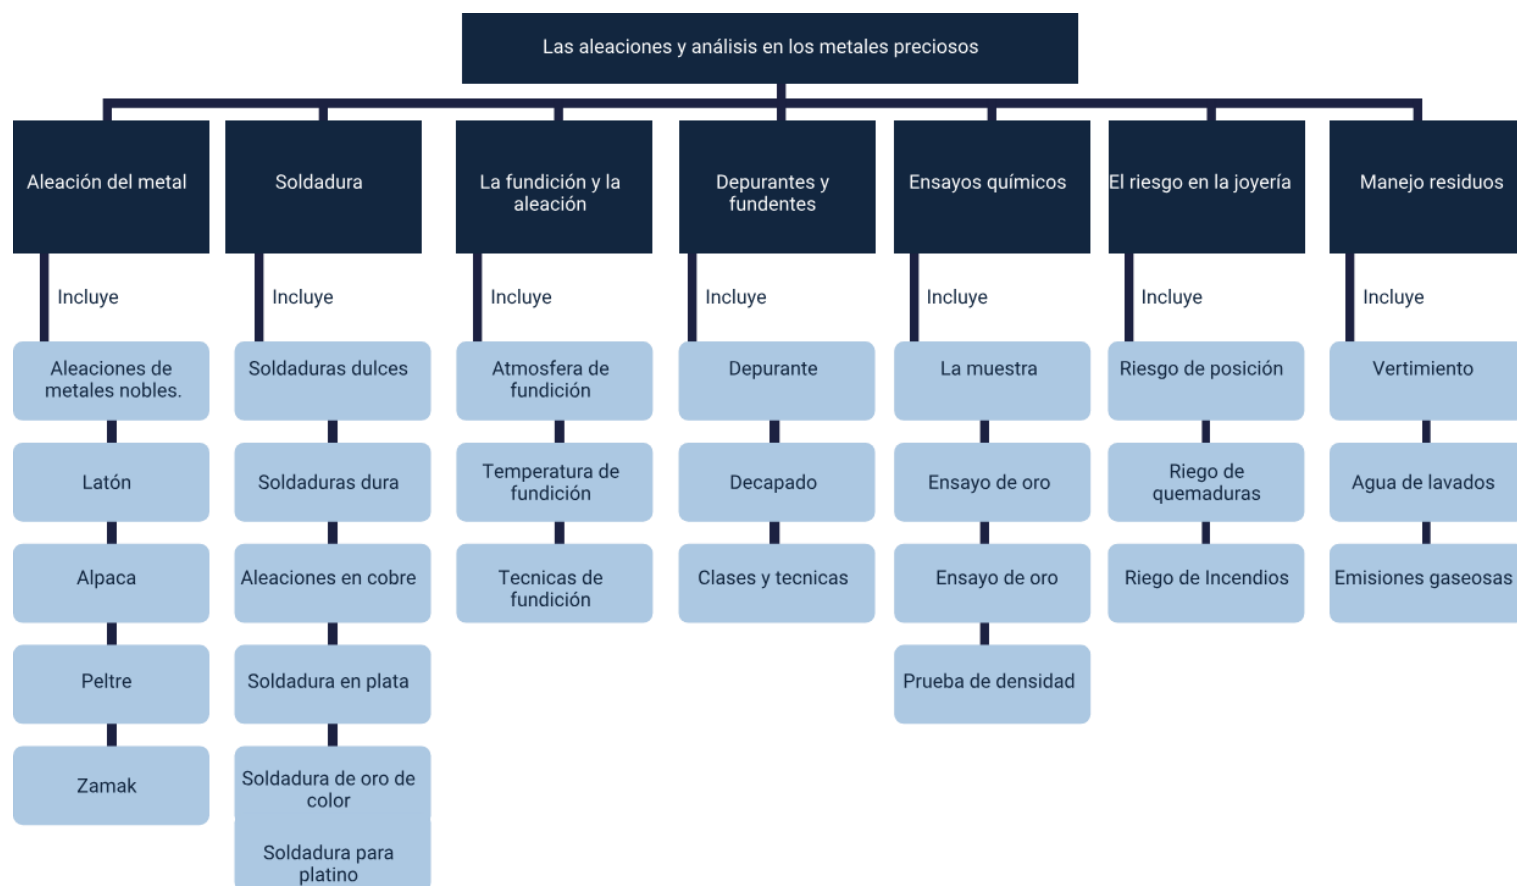 Las aleaciones y análisis en los metales preciosos
Aleación del metal
Soldadura
La fundición y la
aleación
Depurantes y
fundentes
Ensayos químicos
El riesgo en la joyería
Manejo residuos
Incluye
Incluye
Incluye
Incluye
Incluye
Incluye
Incluye
Aleaciones de
metales nobles.
Latón
Alpaca
Peltre
Zamak
Soldaduras dulces
Soldaduras dura
Aleaciones en cobre
Soldadura en plata
Soldadura de oro de
color
Soldadura para
platino
Atmosfera de
fundición
Temperatura de
fundición
Tecnicas de
fundición
Depurante
Decapado
Clases y tecnicas
La muestra
Ensayo de oro
Ensayo de oro
Prueba de densidad
Riesgo de posición
Riego de
quemaduras
Riego de Incendios
Vertimiento
Agua de lavados
Emisiones gaseosas